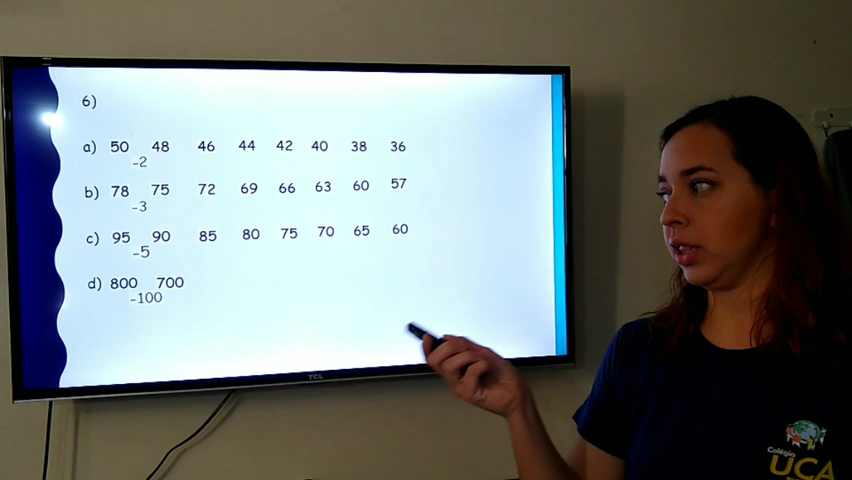 6)
a) 50 48 46 44 42 40 38 36
-2
b) 78 75 72 69 66 63 60 57
-3
c) 95 90 85 80 75 70 65 60
-5
d) 800 700
-100
TCL
Colégio
UCA